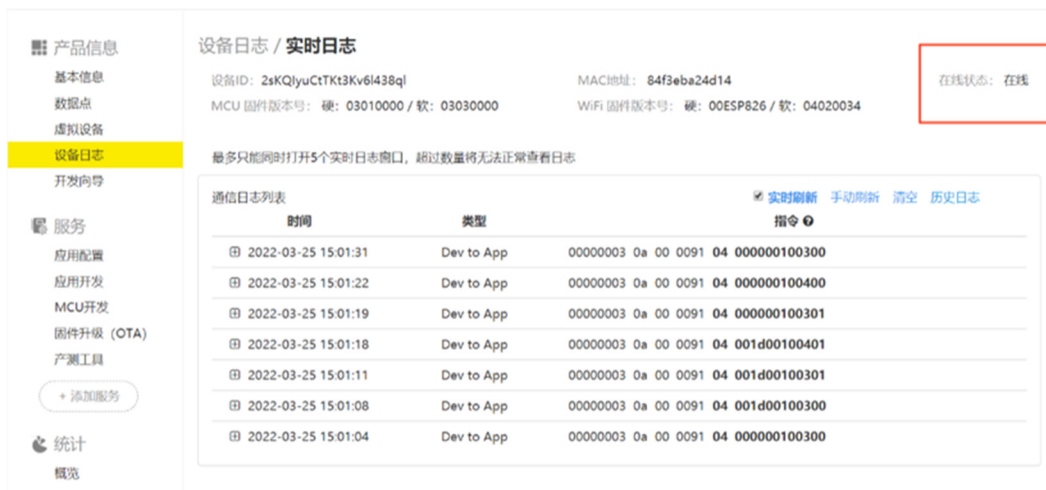 产品信息
基本信息
数据点
虚拟设备
设备日志
开发向导
服务
应用配置
应用开发
MCU开发
固件升级 (OTA)
产测工具
+ 添加服务
统计
概览
设备日志 / 实时日志
设备ID: 2sKQlyuCtTKt3Kv6l438ql MAC地址: 84f3eba24d14 在线状态: 在线
MCU 固件版本号: 硬: 03010000 / 软: 03030000 WiFi 固件版本号: 硬: 00ESP826 / 软: 04020034
最多只能同时打开5个实时日志窗口，超过数量将无法正常查看日志
通信日志列表 实时刷新 手动刷新 清空 历史日志
时间 类型 指令
2022-03-25 15:01:31 Dev to App 00000003 0a 00 0091 04 000000100300
2022-03-25 15:01:22 Dev to App 00000003 0a 00 0091 04 000000100400
2022-03-25 15:01:19 Dev to App 00000003 0a 00 0091 04 000000100301
2022-03-25 15:01:18 Dev to App 00000003 0a 00 0091 04 001d00100401
2022-03-25 15:01:11 Dev to App 00000003 0a 00 0091 04 001d00100301
2022-03-25 15:01:08 Dev to App 00000003 0a 00 0091 04 001d00100300
2022-03-25 15:01:04 Dev to App 00000003 0a 00 0091 04 000000100300